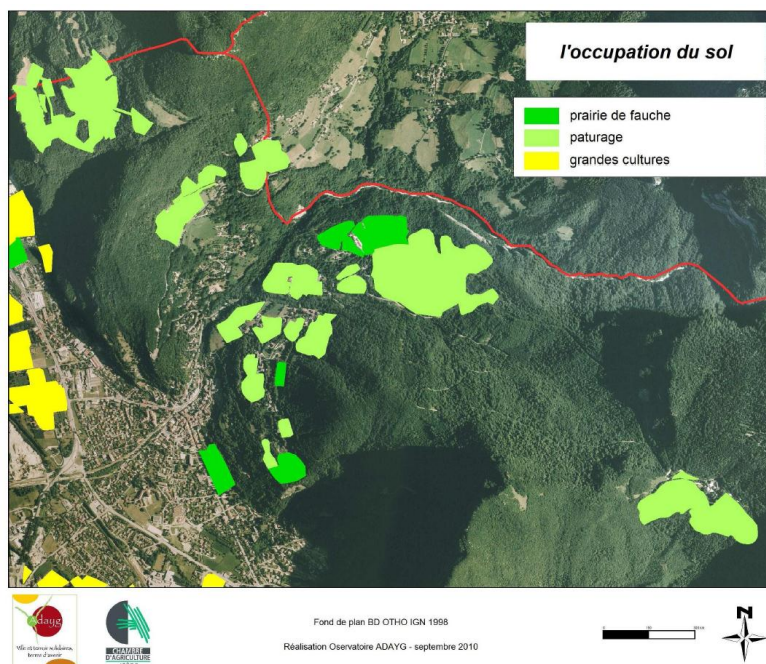 l'occupation du sol
prairie de fauche
paturage
grandes cultures
Adayg
CHAMBRE
D'AGRICULTURE
Fond de plan BD OTHO IGN 1998
Réalisation Oservatoire ADAYG - septembre 2010
N